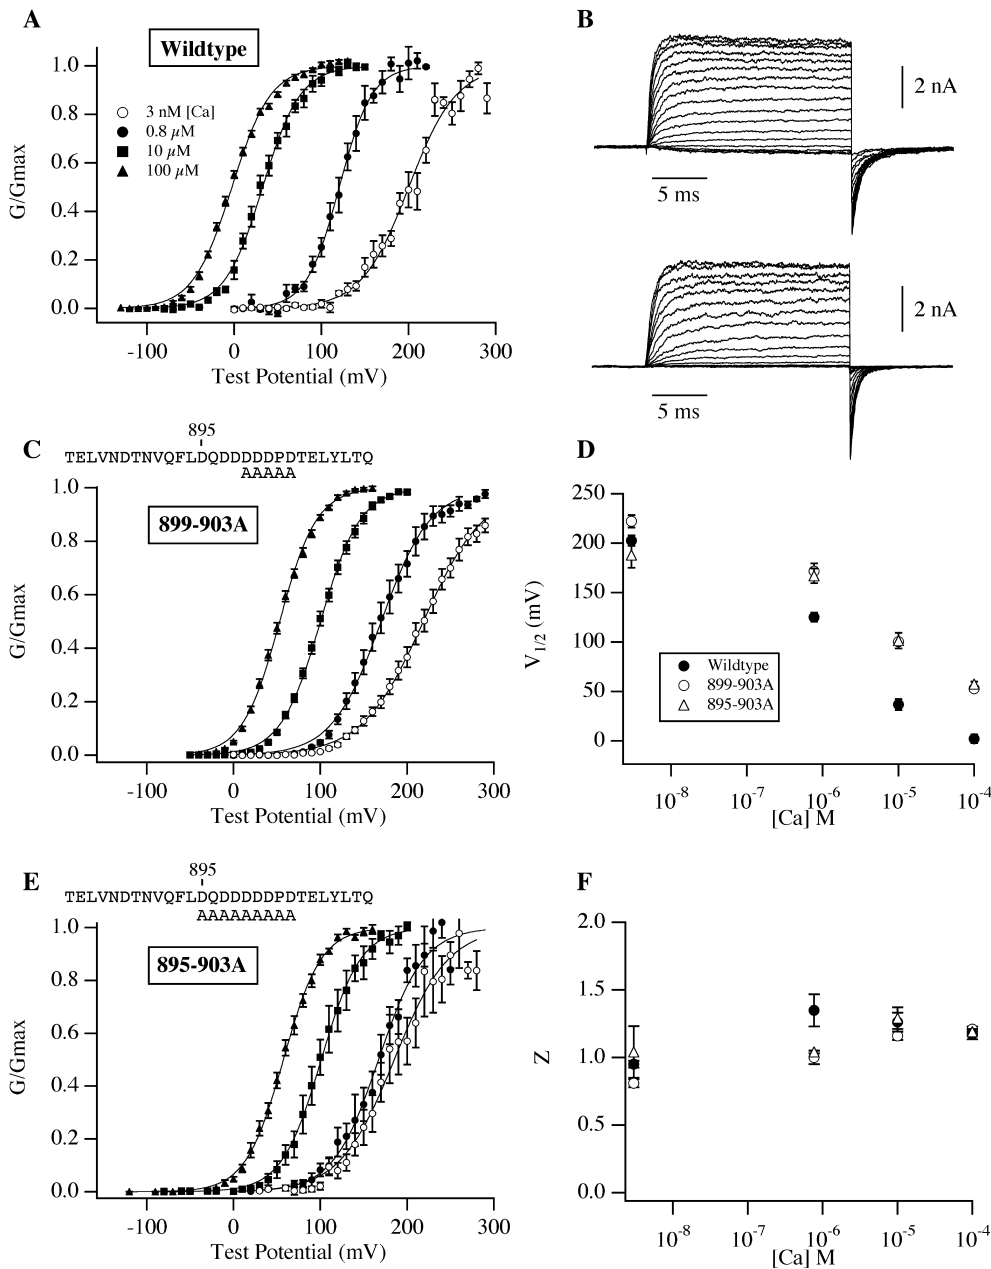 A
Wildtype
1.0
0.8
0.6
0.4
0.2
0.0
G/Gmax
3 nM [Ca]
0.8 µM
10 µM
100 µM
-100
0
100
200
300
Test Potential (mV)
B
2 nA
5 ms
2 nA
5 ms
C
895
TELVNDTNVQFLDQDDDDDPDTELYLTQ
AAAAA
899-903A
1.0
0.8
0.6
0.4
0.2
0.0
G/Gmax
-100
0
100
200
300
Test Potential (mV)
D
250
200
150
100
50
0
V1/2 (mV)
Wildtype
899-903A
895-903A
10-8
10-7
10-6
10-5
10-4
[Ca] M
E
895
TELVNDTNVQFLDQDDDDDPDTELYLTQ
AAAAAAAAA
895-903A
1.0
0.8
0.6
0.4
0.2
0.0
G/Gmax
-100
0
100
200
300
Test Potential (mV)
F
2.0
1.5
1.0
0.5
0.0
Z
10-8
10-7
10-6
10-5
10-4
[Ca] M